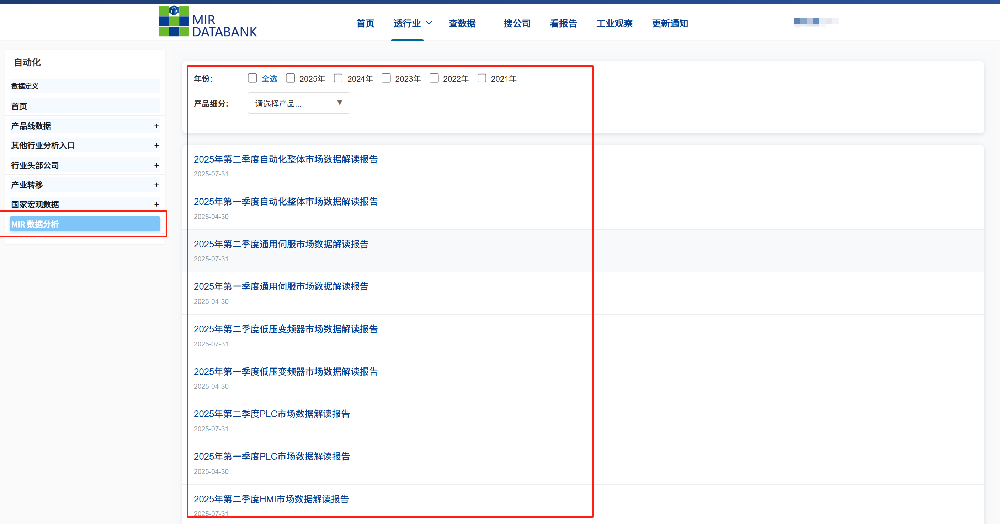 MIR
DATABANK
首页 透行业 查数据 搜公司 看报告 工业观察 更新通知
自动化
数据定义
首页
产品线数据 +
其他行业分析入口 +
行业头部公司 +
产业转移 +
国家宏观数据 +
MIR 数据分析
年份: 全选 2025年 2024年 2023年 2022年 2021年
产品细分: 请选择产品... ▼
2025年第二季度自动化整体市场数据解读报告
2025-07-31
2025年第一季度自动化整体市场数据解读报告
2025-04-30
2025年第二季度通用伺服市场数据解读报告
2025-07-31
2025年第一季度通用伺服市场数据解读报告
2025-04-30
2025年第二季度低压变频器市场数据解读报告
2025-07-31
2025年第一季度低压变频器市场数据解读报告
2025-04-30
2025年第二季度PLC市场数据解读报告
2025-07-31
2025年第一季度PLC市场数据解读报告
2025-04-30
2025年第二季度HMI市场数据解读报告
2025-07-31